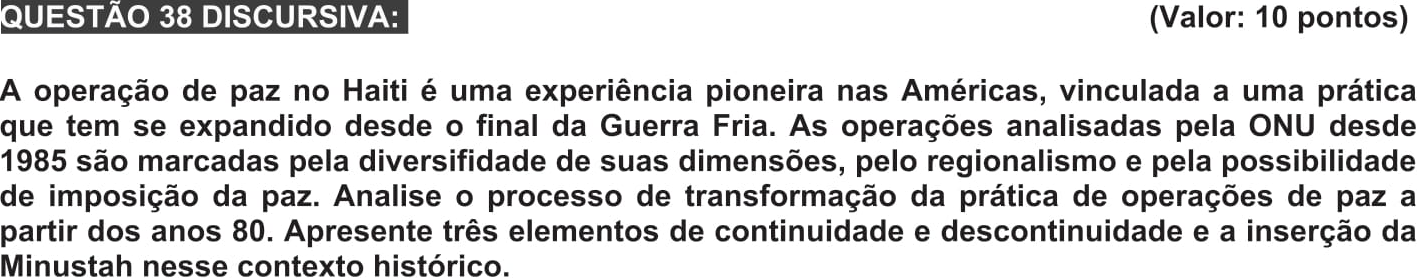 QUESTÃO 38 DISCURSIVA: (Valor: 10 pontos)
A operação de paz no Haiti é uma experiência pioneira nas Américas, vinculada a uma prática
que tem se expandido desde o final da Guerra Fria. As operações analisadas pela ONU desde
1985 são marcadas pela diversifidade de suas dimensões, pelo regionalismo e pela possibilidade
de imposição da paz. Analise o processo de transformação da prática de operações de paz a
partir dos anos 80. Apresente três elementos de continuidade e descontinuidade e a inserção da
Minustah nesse contexto histórico.